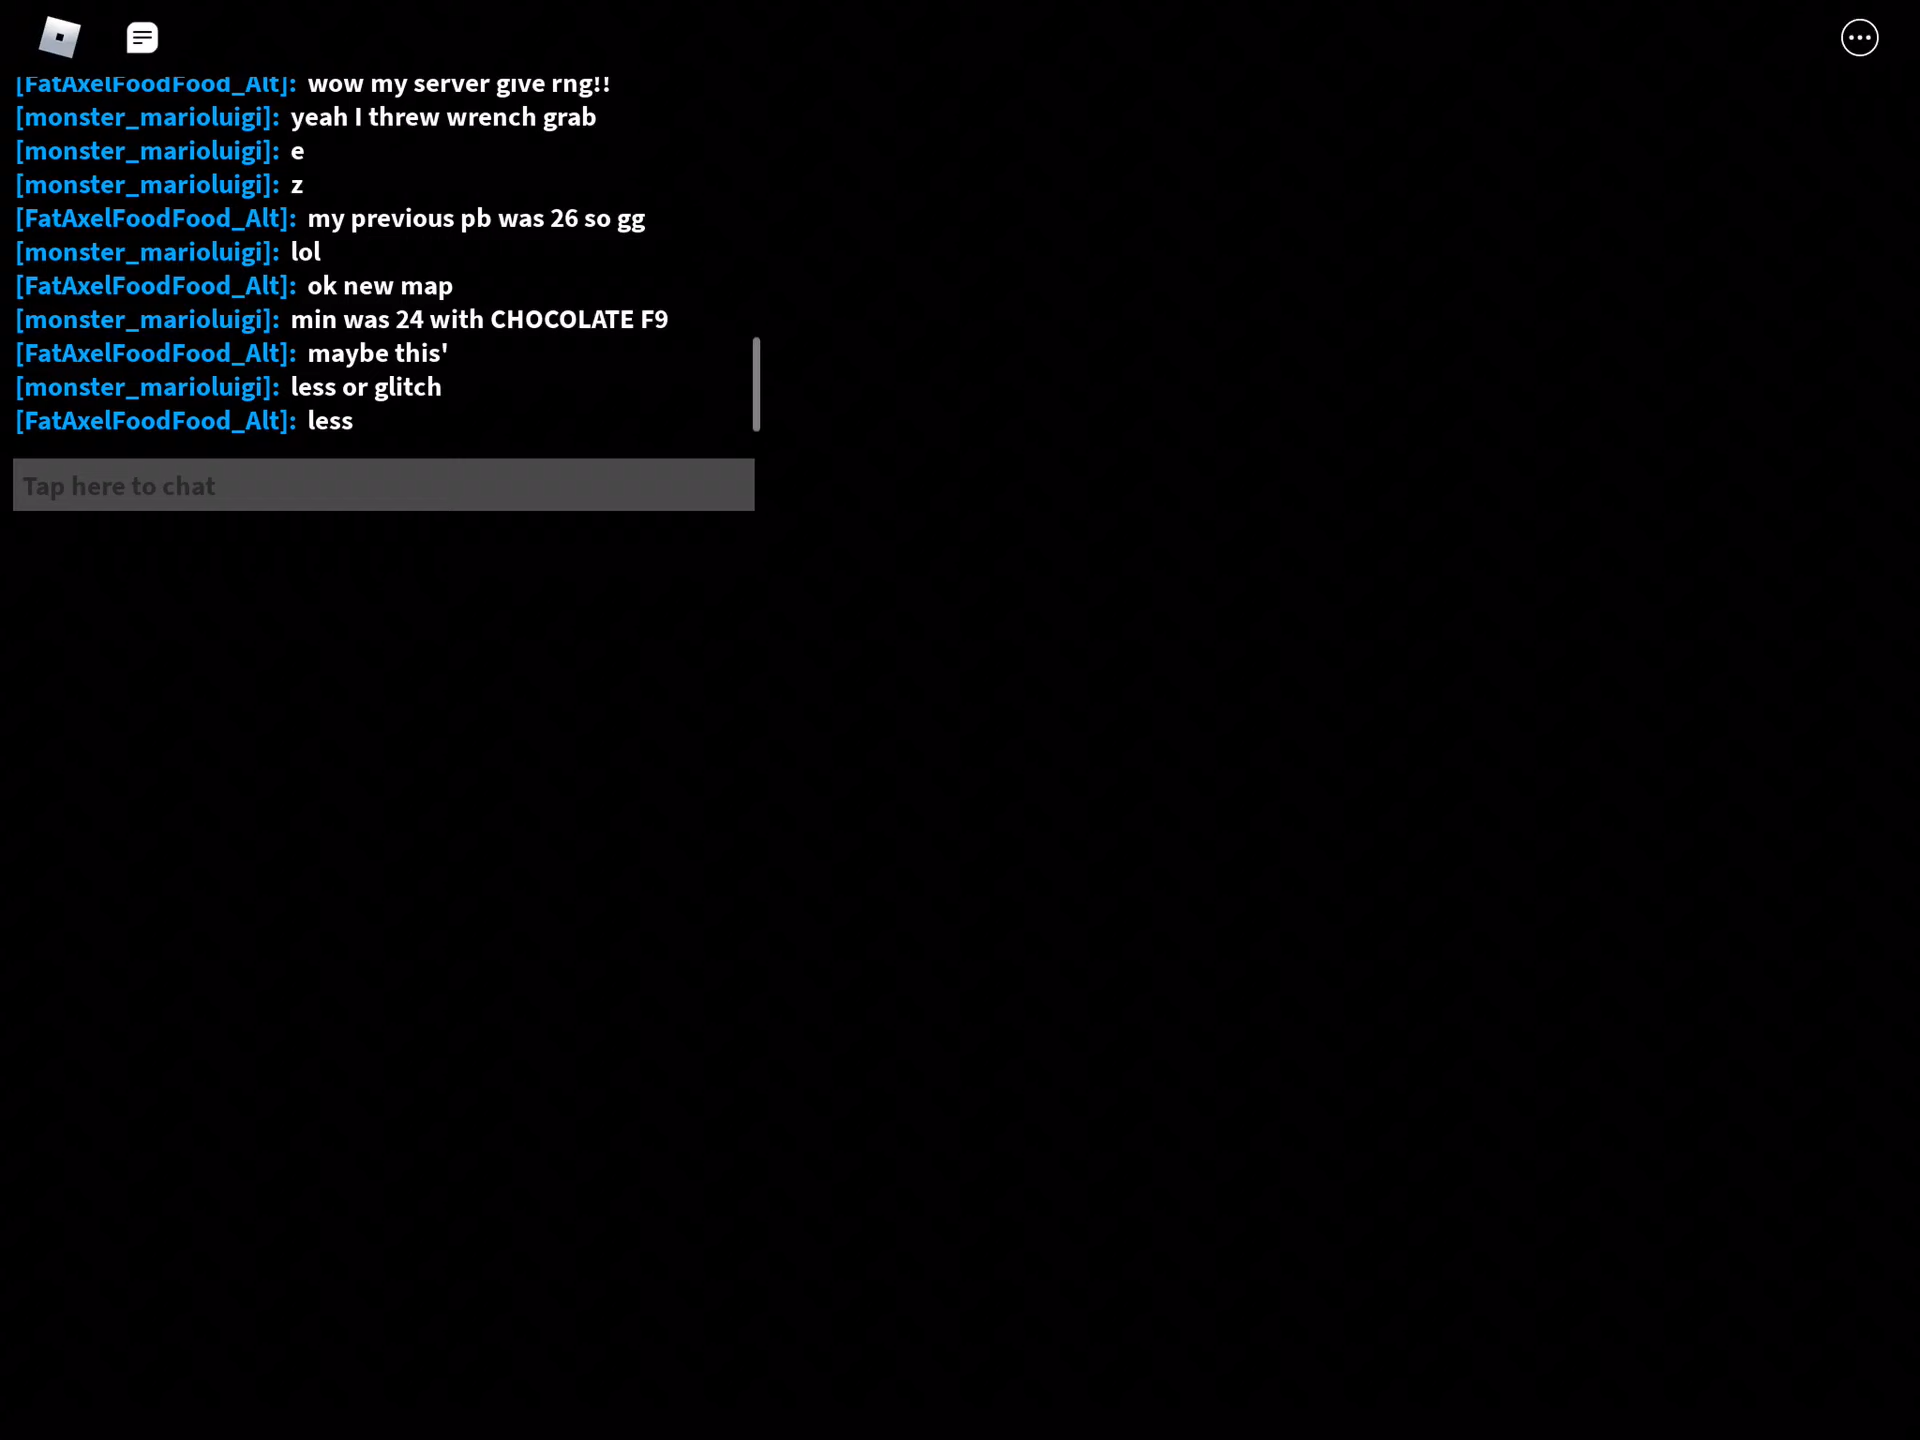 [FatAxelFoodFood_Alt]: wow my server give rng!!
[monster_marioluigi]: yeah I threw wrench grab
[monster_marioluigi]: e
[monster_marioluigi]: z
[FatAxelFoodFood_Alt]: my previous pb was 26 so gg
[monster_marioluigi]: lol
[FatAxelFoodFood_Alt]: ok new map
[monster_marioluigi]: min was 24 with CHOCOLATE F9
[FatAxelFoodFood_Alt]: maybe this'
[monster_marioluigi]: less or glitch
[FatAxelFoodFood_Alt]: less
Tap here to chat